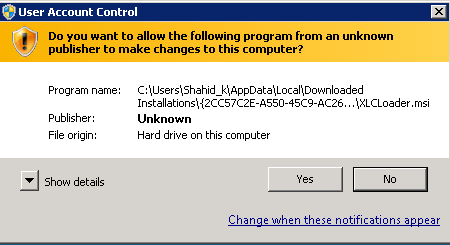 User Account Control
Do you want to allow the following program from an unknown
publisher to make changes to this computer?
Program name: C:\Users\Shahid_k\AppData\Local\Downloaded
Installations\{2CC57C2E-A550-45C9-AC26...\XLCLoader.msi
Publisher: Unknown
File origin: Hard drive on this computer
Show details
Yes No
Change when these notifications appear